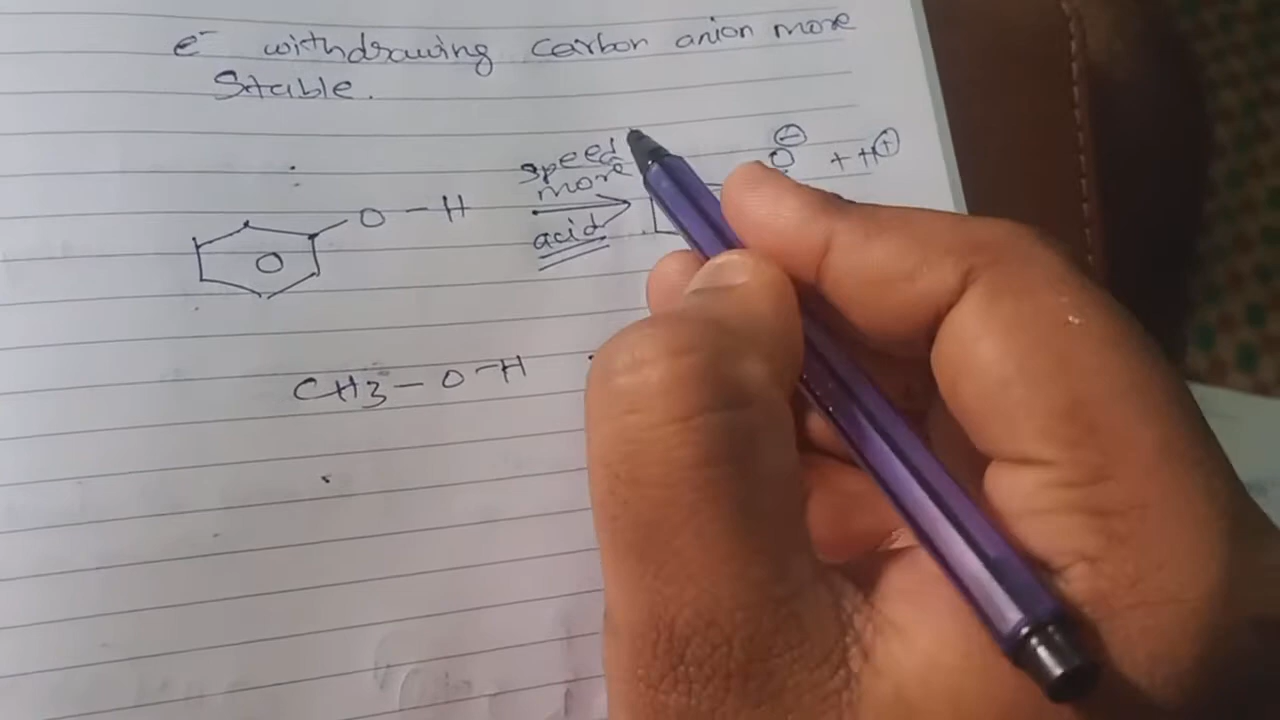 e⁻ withdrawing carbon anion more
Stable.
speed
more
acid
O – H
O
⊖
O + H⊕
CH3 – O – H